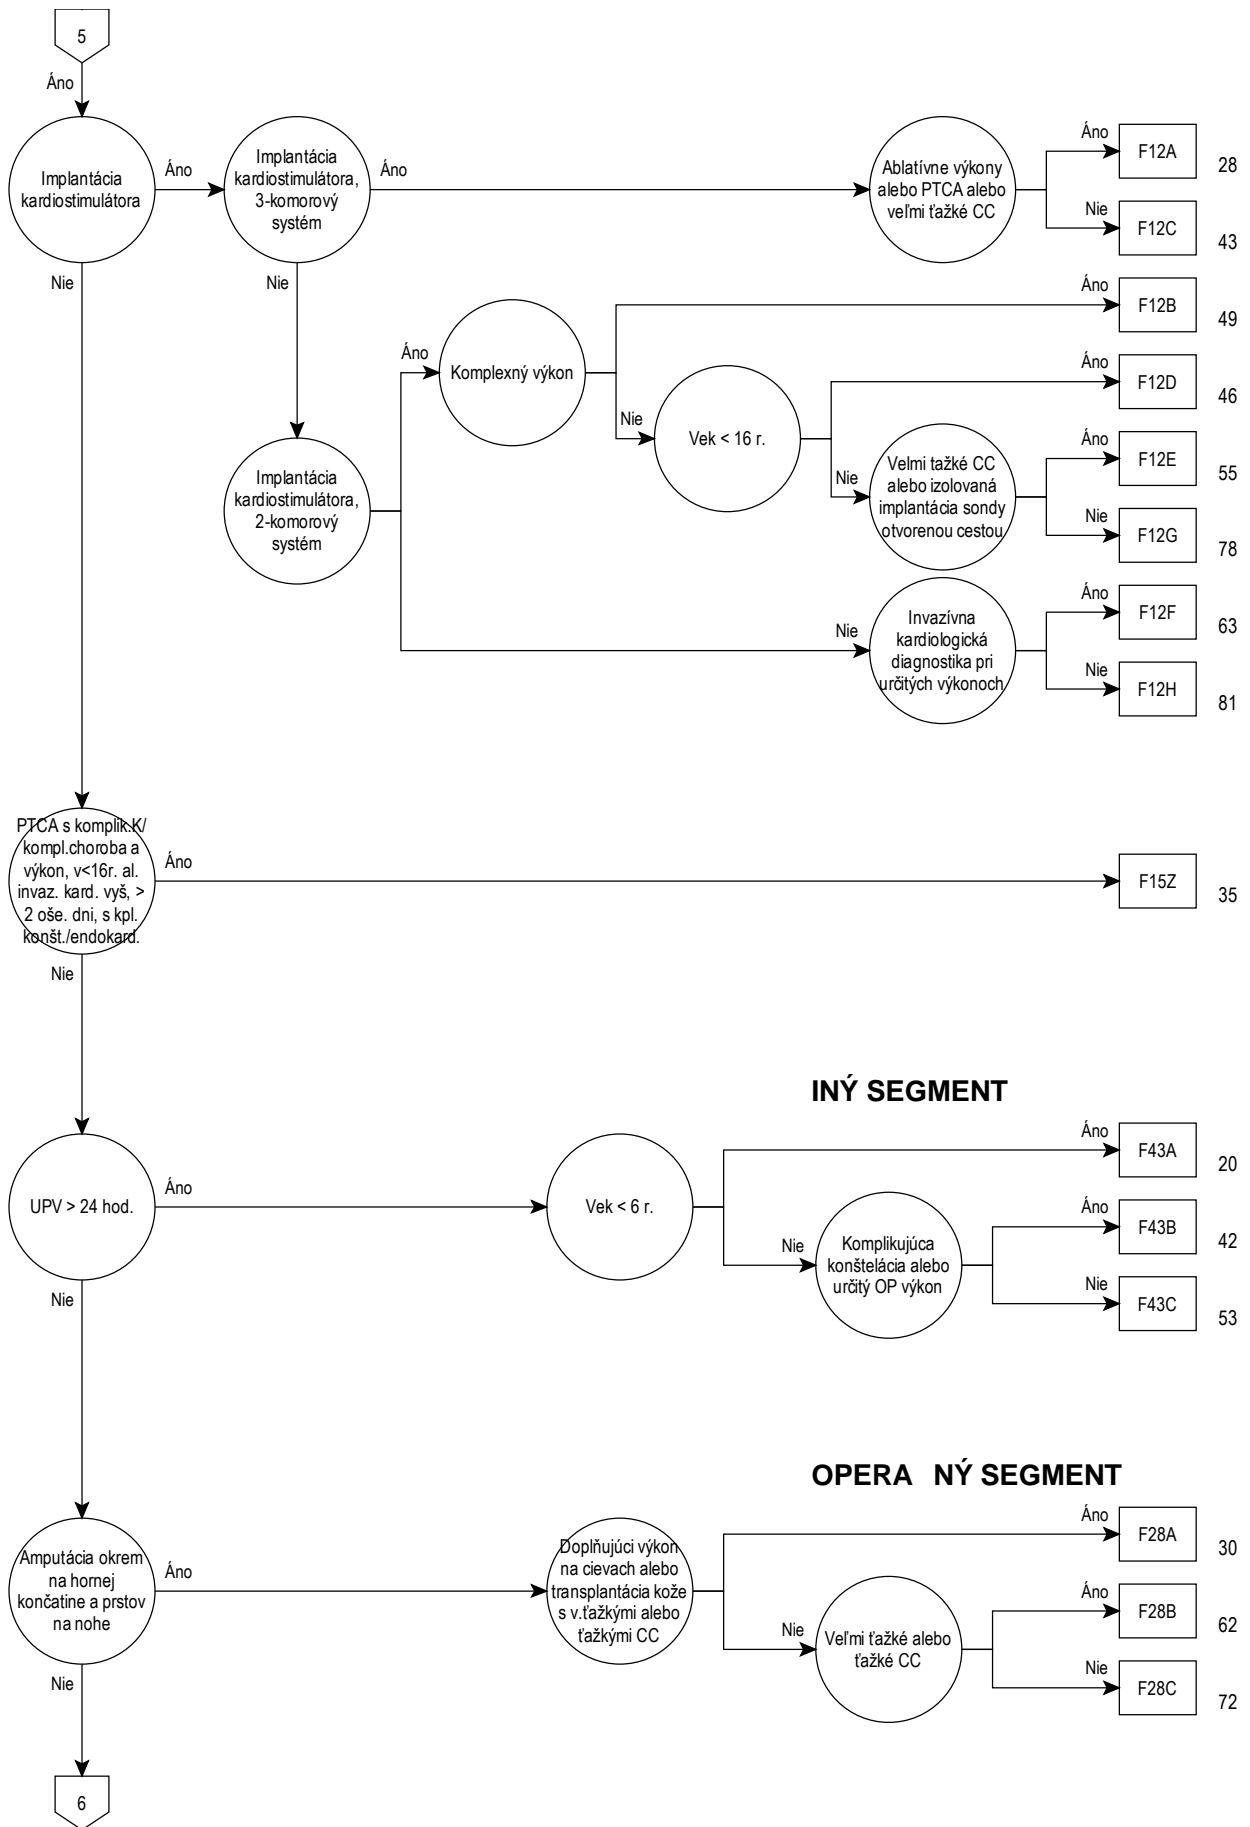 5
Áno
Implantácia
kardiostimulátora
Áno
Implantácia
kardiostimulátora,
3-komorový
systém
Áno
Ablatívne výkony
alebo PTCA alebo
veľmi ťažké CC
Áno
F12A
28
Nie
F12C
43
Nie
Nie
Implantácia
kardiostimulátora,
2-komorový
systém
Áno
Komplexný výkon
Áno
F12B
49
Nie
Vek < 16 r.
Áno
F12D
46
Nie
Velmi tažké CC
alebo izolovaná
implantácia sondy
otvorenou cestou
Áno
F12E
55
Nie
F12G
78
Nie
Invazívna
kardiologická
diagnostika pri
určitých výkonoch
Áno
F12F
63
Nie
F12H
81
PTCA s komplik.K/
kompl.choroba a
výkon, v<16r. al.
invaz. kard. vyš, >
2 oše. dni, s kpl.
konšt./endokard.
Áno
F15Z
35
Nie
INÝ SEGMENT
UPV > 24 hod.
Áno
Vek < 6 r.
Áno
F43A
20
Nie
Komplikujúca
konštelácia alebo
určitý OP výkon
Áno
F43B
42
Nie
F43C
53
Nie
OPERA NÝ SEGMENT
Amputácia okrem
na hornej
končatine a prstov
na nohe
Áno
Doplňujúci výkon
na cievach alebo
transplantácia kože
s v.ťažkými alebo
ťažkými CC
Áno
F28A
30
Nie
Veľmi ťažké alebo
ťažké CC
Áno
F28B
62
Nie
F28C
72
Nie
6